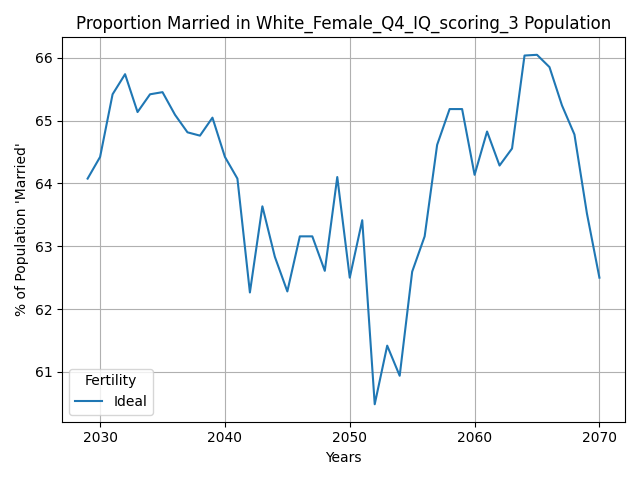 Proportion Married in White_Female_Q4_IQ_scoring_3 Population
% of Population 'Married'
66
65
64
63
62
61
Fertility
Ideal
2030 2040 2050 2060 2070
Years